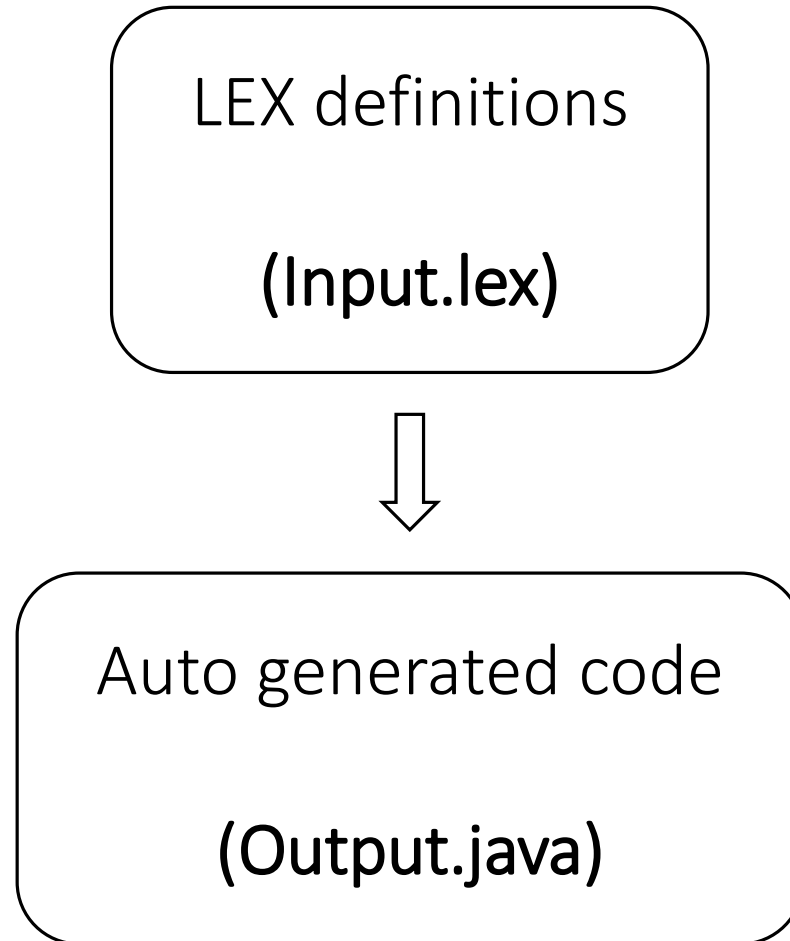 LEX definitions
(Input.lex)
Auto generated code
(Output.java)